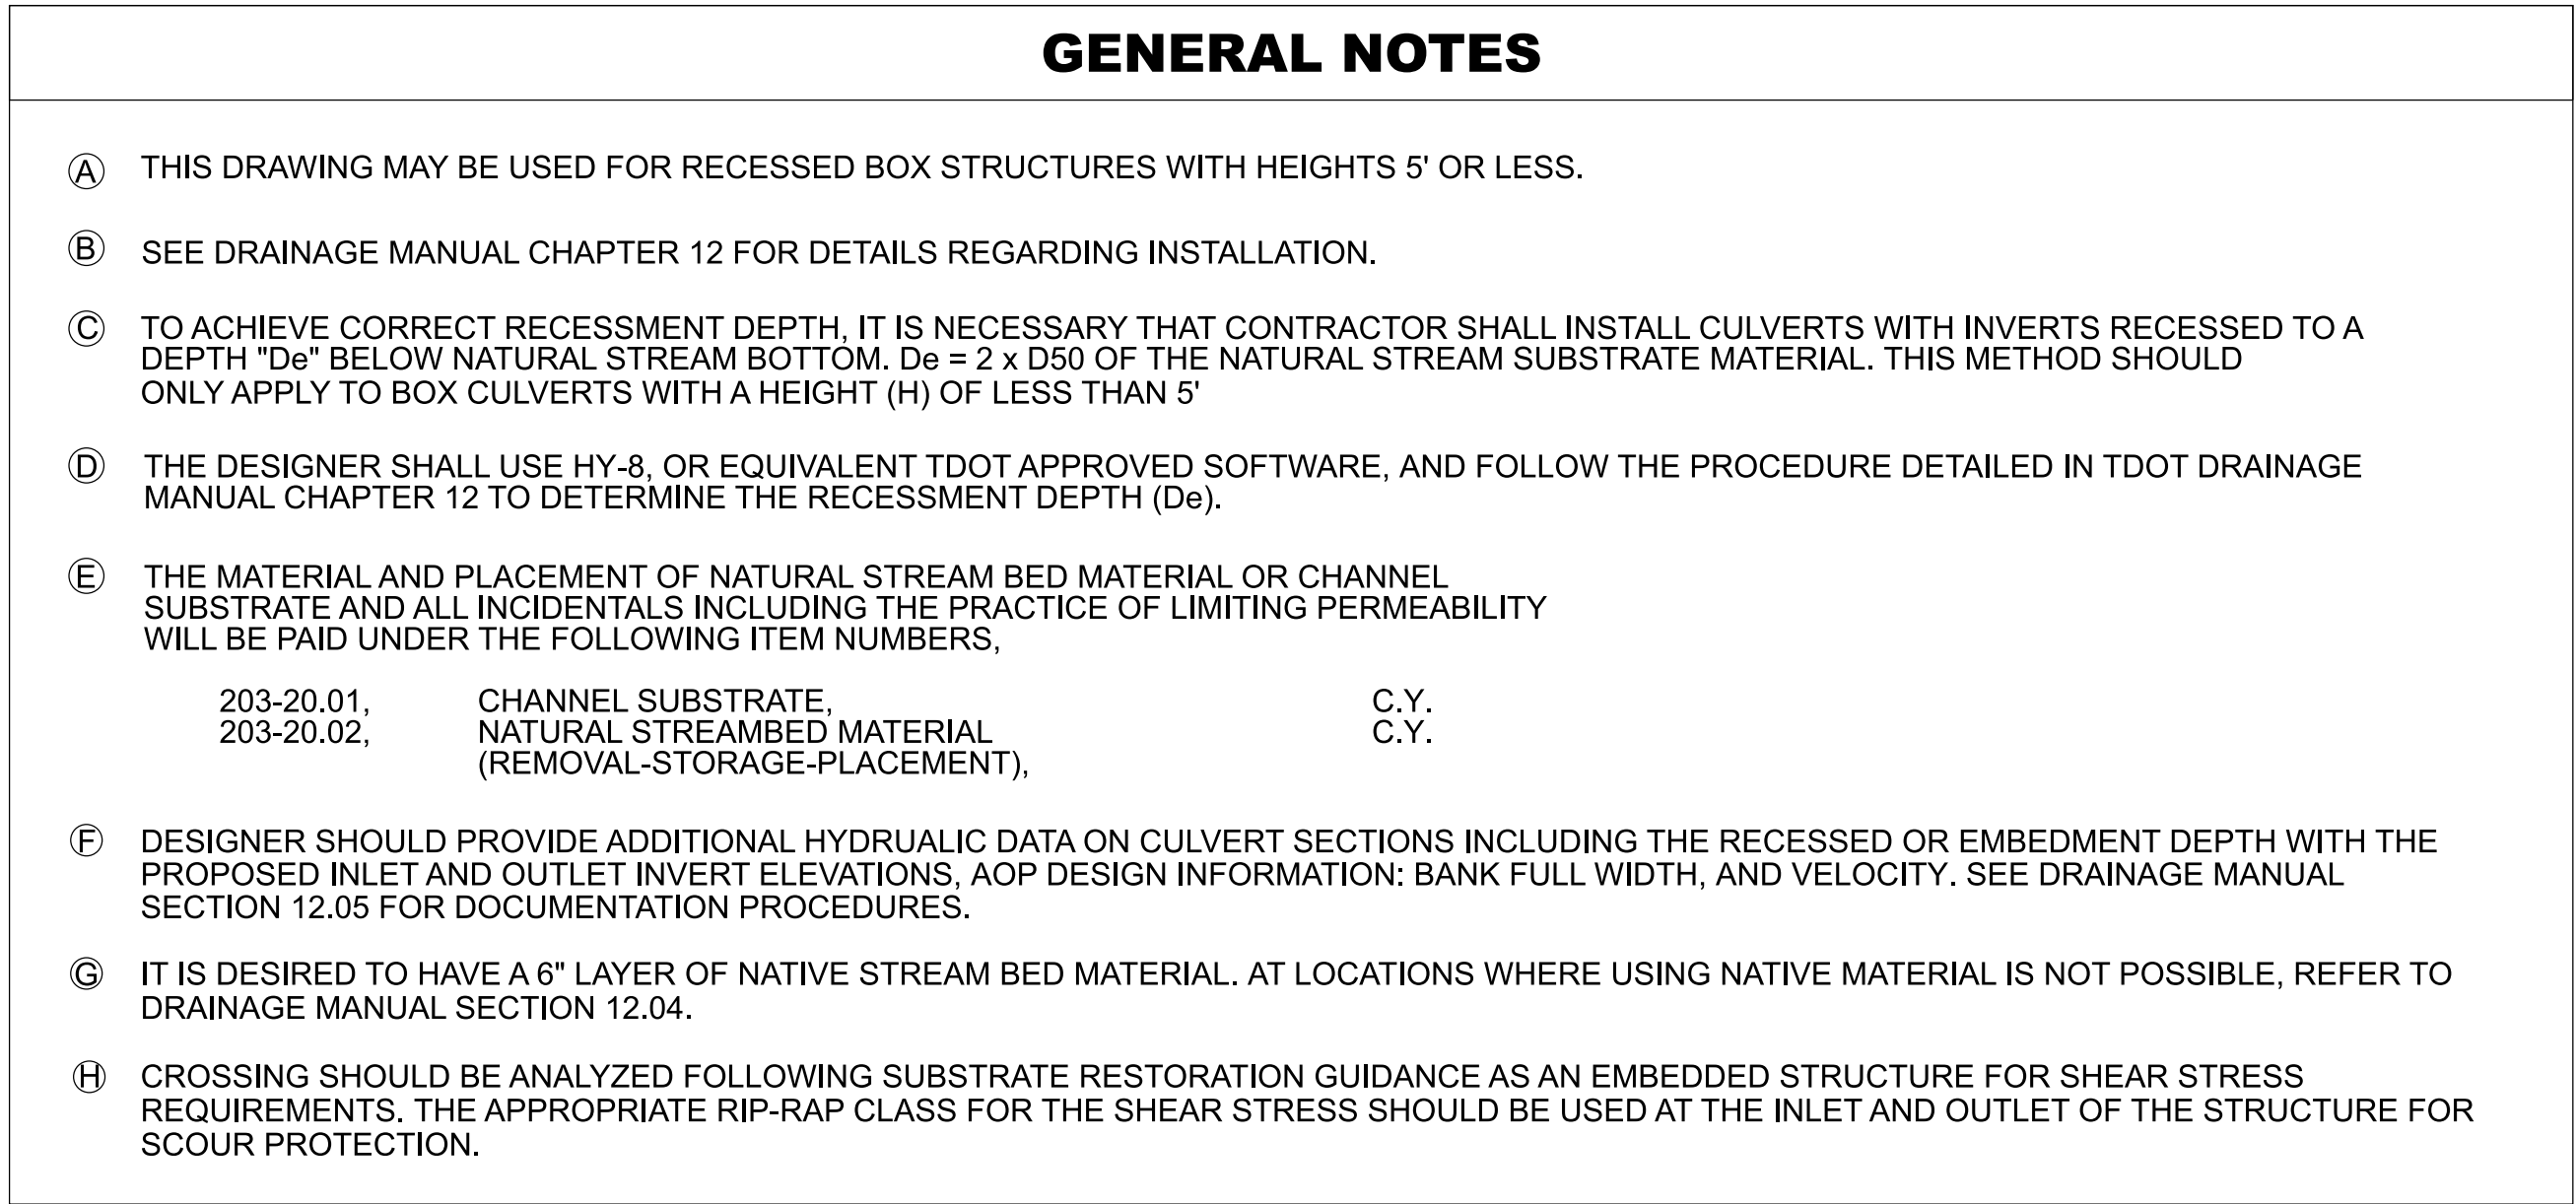 GENERAL NOTES
Ⓐ THIS DRAWING MAY BE USED FOR RECESSED BOX STRUCTURES WITH HEIGHTS 5' OR LESS.
Ⓑ SEE DRAINAGE MANUAL CHAPTER 12 FOR DETAILS REGARDING INSTALLATION.
Ⓒ TO ACHIEVE CORRECT RECESSMENT DEPTH, IT IS NECESSARY THAT CONTRACTOR SHALL INSTALL CULVERTS WITH INVERTS RECESSED TO A
DEPTH "De" BELOW NATURAL STREAM BOTTOM. De = 2 x D50 OF THE NATURAL STREAM SUBSTRATE MATERIAL. THIS METHOD SHOULD
ONLY APPLY TO BOX CULVERTS WITH A HEIGHT (H) OF LESS THAN 5'
Ⓓ THE DESIGNER SHALL USE HY-8, OR EQUIVALENT TDOT APPROVED SOFTWARE, AND FOLLOW THE PROCEDURE DETAILED IN TDOT DRAINAGE
MANUAL CHAPTER 12 TO DETERMINE THE RECESSMENT DEPTH (De).
Ⓔ THE MATERIAL AND PLACEMENT OF NATURAL STREAM BED MATERIAL OR CHANNEL
SUBSTRATE AND ALL INCIDENTALS INCLUDING THE PRACTICE OF LIMITING PERMEABILITY
WILL BE PAID UNDER THE FOLLOWING ITEM NUMBERS,
203-20.01, CHANNEL SUBSTRATE, C.Y.
203-20.02, NATURAL STREAMBED MATERIAL C.Y.
(REMOVAL-STORAGE-PLACEMENT),
Ⓕ DESIGNER SHOULD PROVIDE ADDITIONAL HYDRUALIC DATA ON CULVERT SECTIONS INCLUDING THE RECESSED OR EMBEDMENT DEPTH WITH THE
PROPOSED INLET AND OUTLET INVERT ELEVATIONS, AOP DESIGN INFORMATION: BANK FULL WIDTH, AND VELOCITY. SEE DRAINAGE MANUAL
SECTION 12.05 FOR DOCUMENTATION PROCEDURES.
Ⓖ IT IS DESIRED TO HAVE A 6" LAYER OF NATIVE STREAM BED MATERIAL. AT LOCATIONS WHERE USING NATIVE MATERIAL IS NOT POSSIBLE, REFER TO
DRAINAGE MANUAL SECTION 12.04.
Ⓗ CROSSING SHOULD BE ANALYZED FOLLOWING SUBSTRATE RESTORATION GUIDANCE AS AN EMBEDDED STRUCTURE FOR SHEAR STRESS
REQUIREMENTS. THE APPROPRIATE RIP-RAP CLASS FOR THE SHEAR STRESS SHOULD BE USED AT THE INLET AND OUTLET OF THE STRUCTURE FOR
SCOUR PROTECTION.